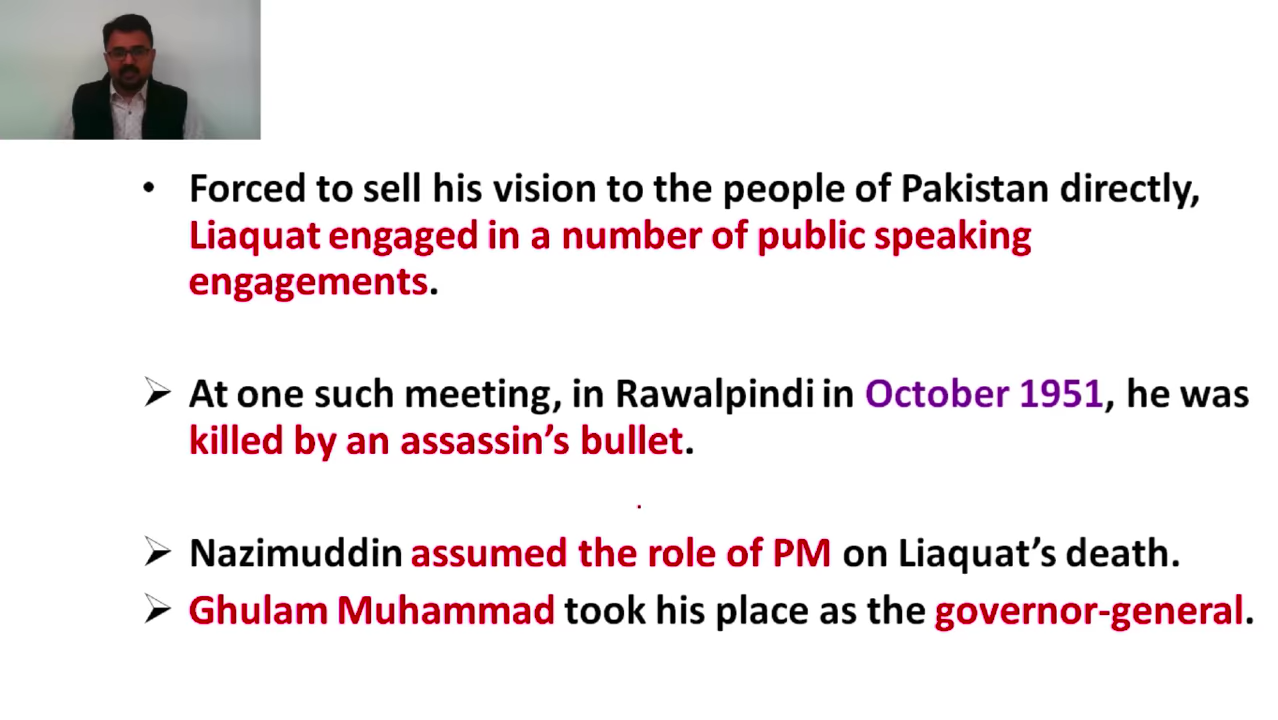 • Forced to sell his vision to the people of Pakistan directly,
Liaquat engaged in a number of public speaking
engagements.
➢ At one such meeting, in Rawalpindi in October 1951, he was
killed by an assassin’s bullet.
➢ Nazimuddin assumed the role of PM on Liaquat’s death.
➢ Ghulam Muhammad took his place as the governor-general.